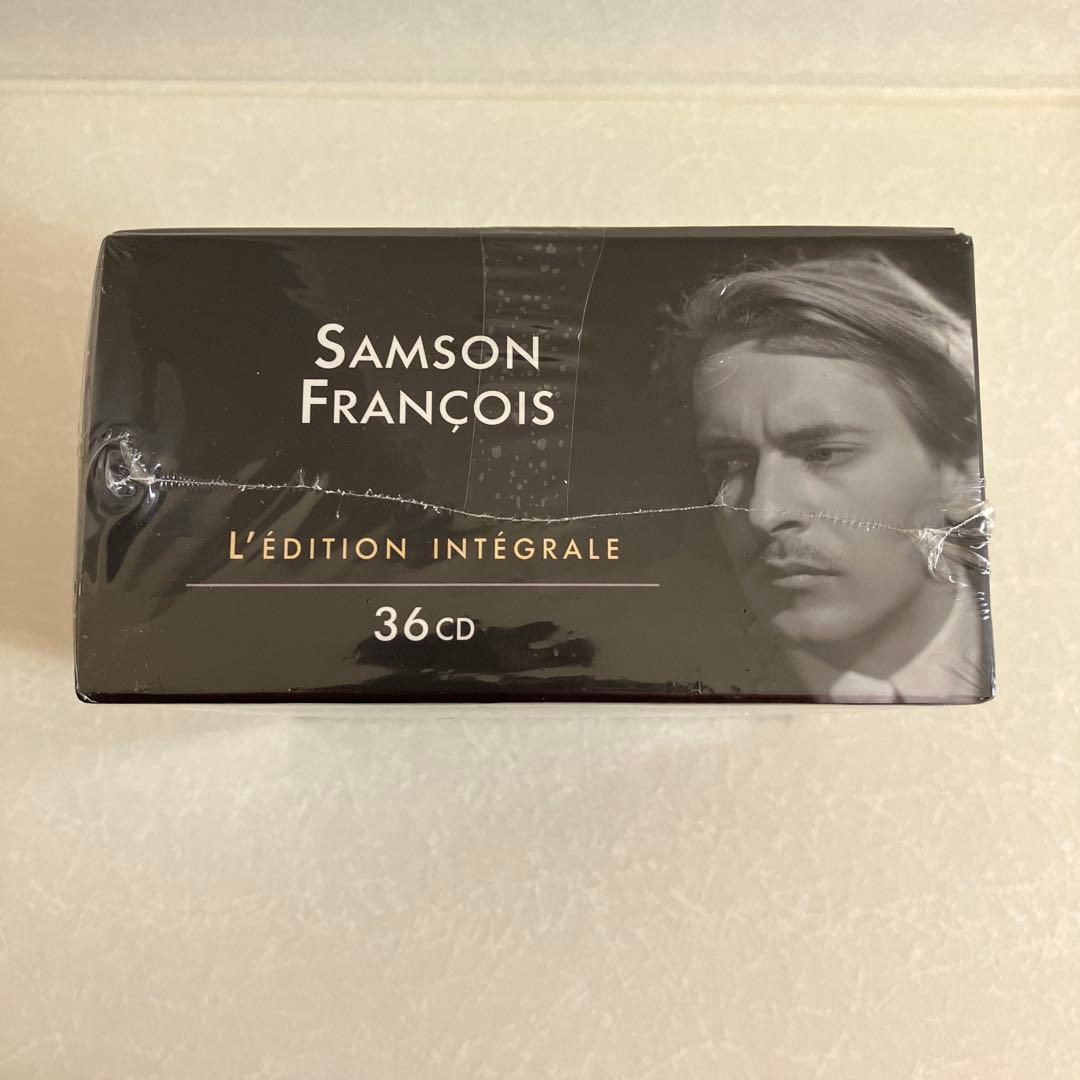 SAMSON
FRANÇOIS
L'ÉDITION INTÉGRALE
36 CD